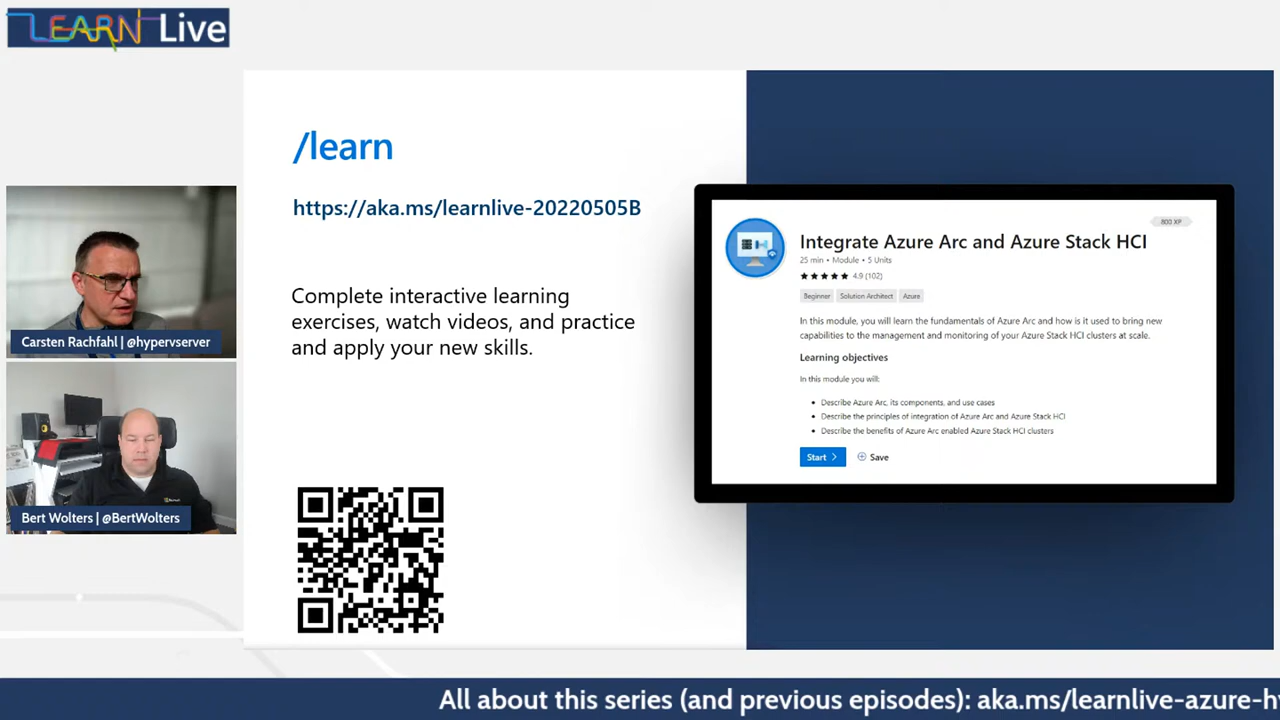 LEARN Live
/learn
https://aka.ms/learnlive-20220505B
Complete interactive learning
exercises, watch videos, and practice
and apply your new skills.
800 XP
Integrate Azure Arc and Azure Stack HCI
25 min • Module • 5 Units
4.9 (102)
Beginner Solution Architect Azure
In this module, you will learn the fundamentals of Azure Arc and how is it used to bring new
capabilities to the management and monitoring of your Azure Stack HCI clusters at scale.
Learning objectives
In this module you will:
• Describe Azure Arc, its components, and use cases
• Describe the principles of integration of Azure Arc and Azure Stack HCI
• Describe the benefits of Azure Arc enabled Azure Stack HCI clusters
Start > Save
Carsten Rachfahl | @hypervserver
Bert Wolters | @BertWolters
All about this series (and previous episodes): aka.ms/learnlive-azure-hy